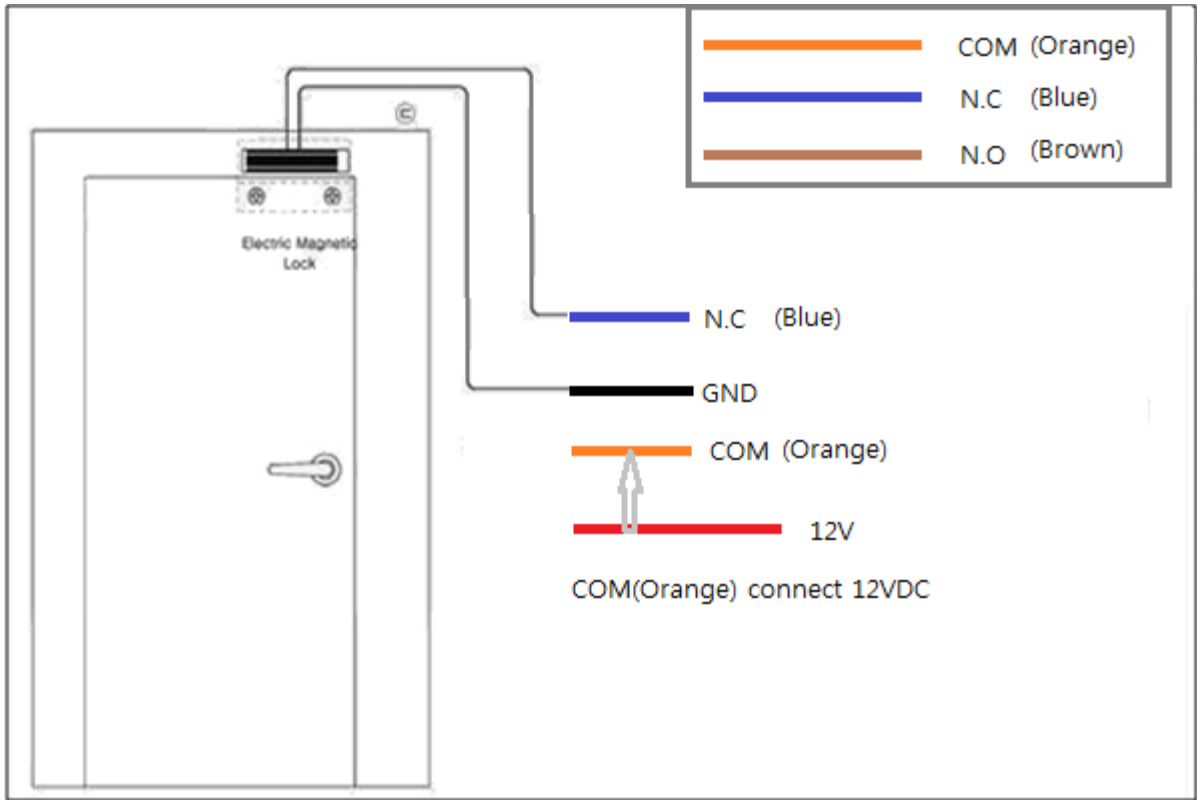 COM (Orange)
N.C (Blue)
N.O (Brown)
Electric Magnetic
Lock
N.C (Blue)
GND
COM (Orange)
12V
COM(Orange) connect 12VDC